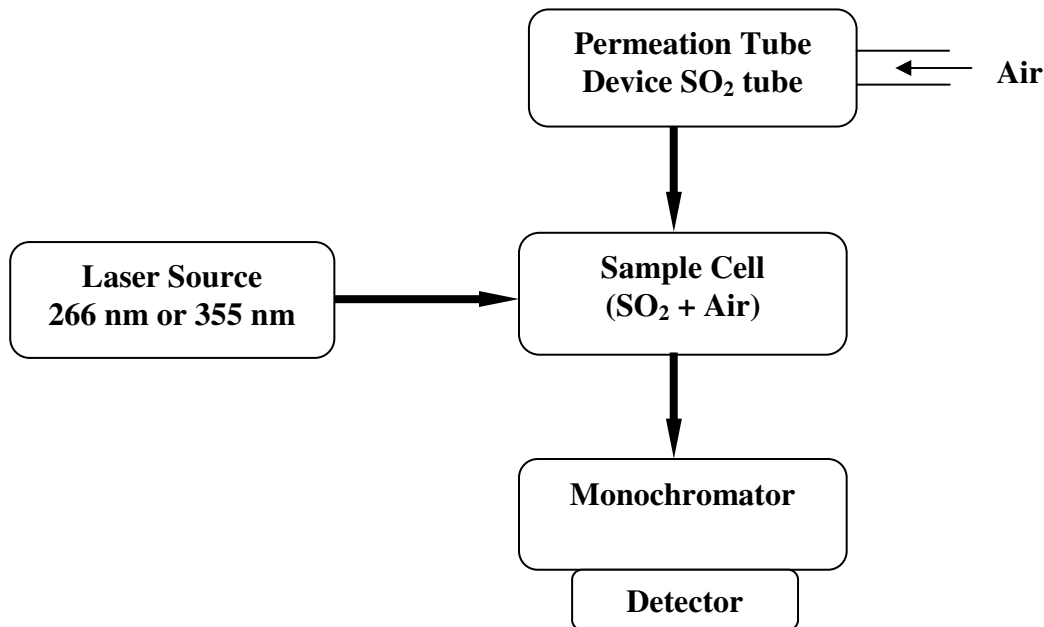 Permeation Tube
Device SO₂ tube
Air
Laser Source
266 nm or 355 nm
Sample Cell
(SO₂ + Air)
Monochromator
Detector